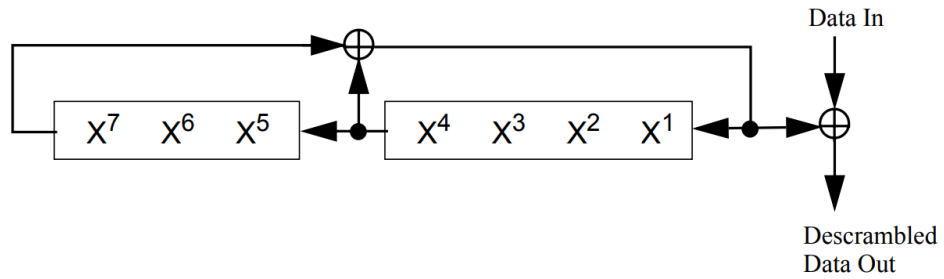 Data In
X⁷ X⁶ X⁵ X⁴ X³ X² X¹
Descrambled
Data Out